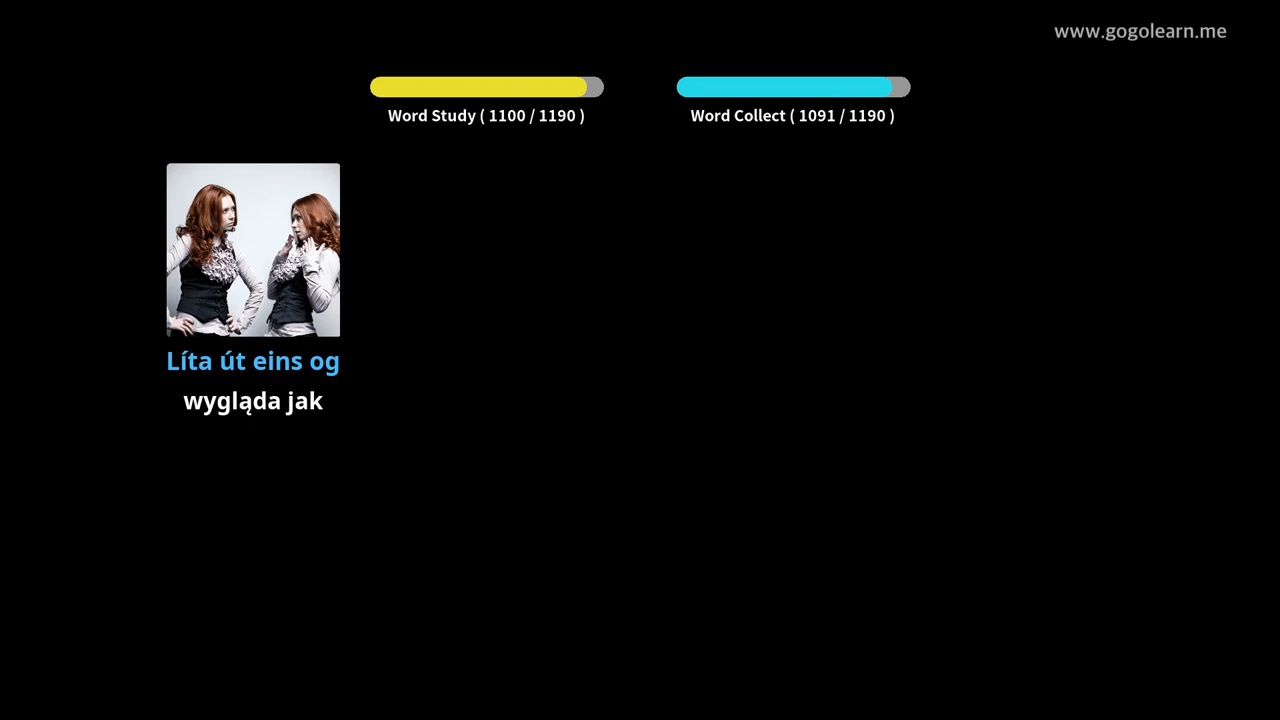 www.gogolearn.me
Word Study ( 1100 / 1190 )
Word Collect ( 1091 / 1190 )
Líta út eins og
wygląda jak